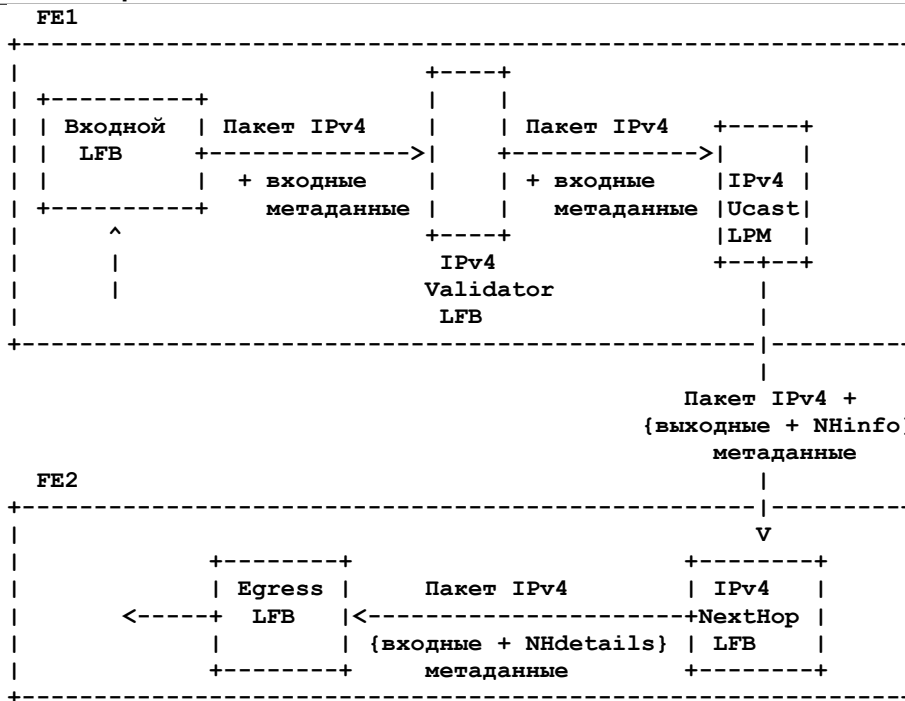 FE1
Входной Пакет IPv4 Пакет IPv4
LFB
+ входные + входные IPv4
метаданные метаданные Ucast
LPM
IPv4
Validator
LFB
Пакет IPv4 +
{выходные + NHinfo}
метаданные
FE2
Egress Пакет IPv4 IPv4
LFB NextHop
{входные + NHdetails} LFB
метаданные